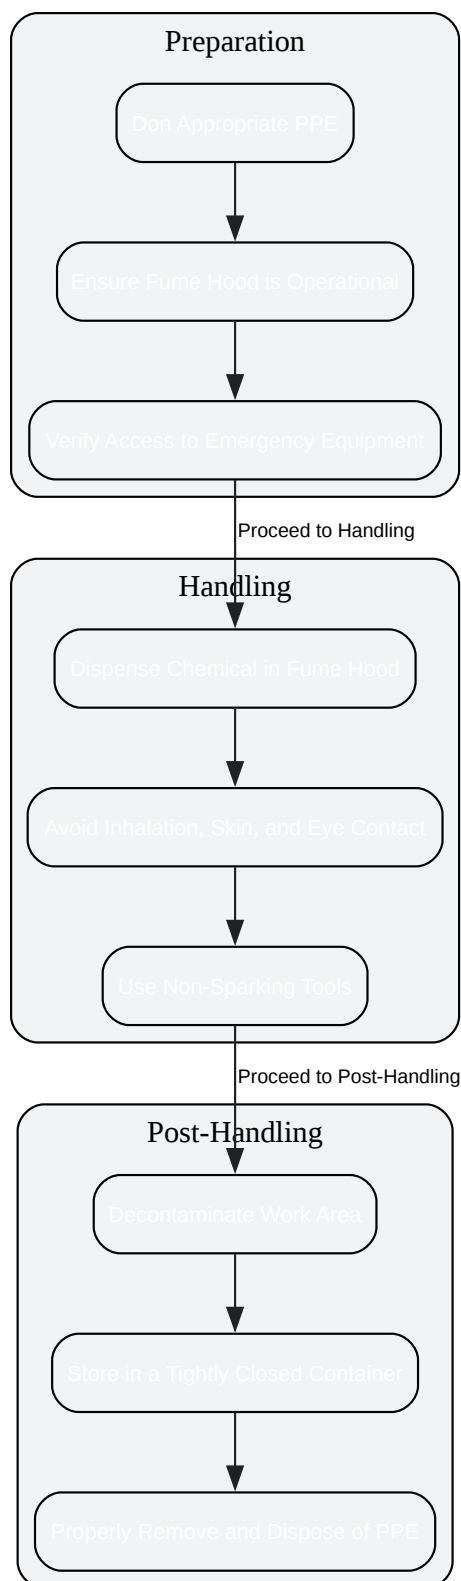 Preparation
Don Appropriate PPE
Ensure Fume Hood is Operational
Verify Access to Emergency Equipment
Proceed to Handling
Handling
Dispense Chemical in Fume Hood
Avoid Inhalation, Skin, and Eye Contact
Use Non-Sparking Tools
Proceed to Post-Handling
Post-Handling
Decontaminate Work Area
Store in a Tightly Closed Container
Properly Remove and Dispose of PPE